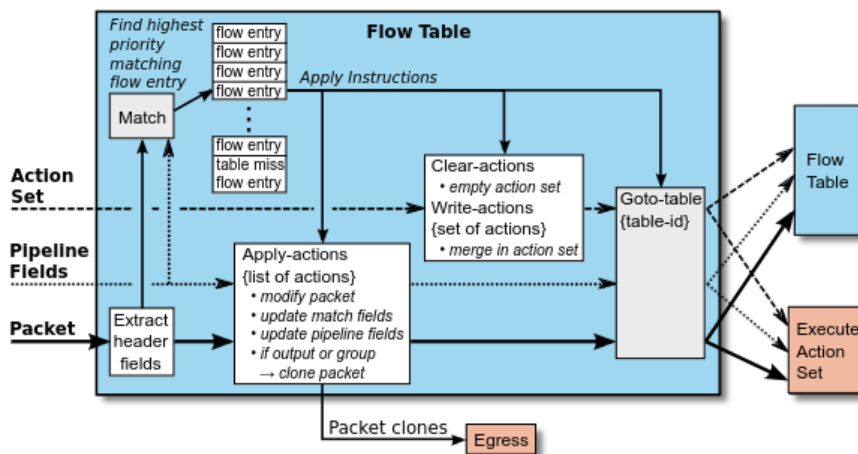 Find highest
priority
matching
flow entry
flow entry
flow entry
flow entry
flow entry
Flow Table
Apply Instructions
Match
flow entry
table miss
flow entry
Action
Set
Clear-actions
• empty action set
Write-actions
{set of actions}
• merge in action set
Goto-table
{table-id}
Flow
Table
Pipeline
Fields
Apply-actions
{list of actions}
• modify packet
• update match fields
• update pipeline fields
• if output or group
→ clone packet
Packet
Extract
header
fields
Execute
Action
Set
Packet clones
Egress